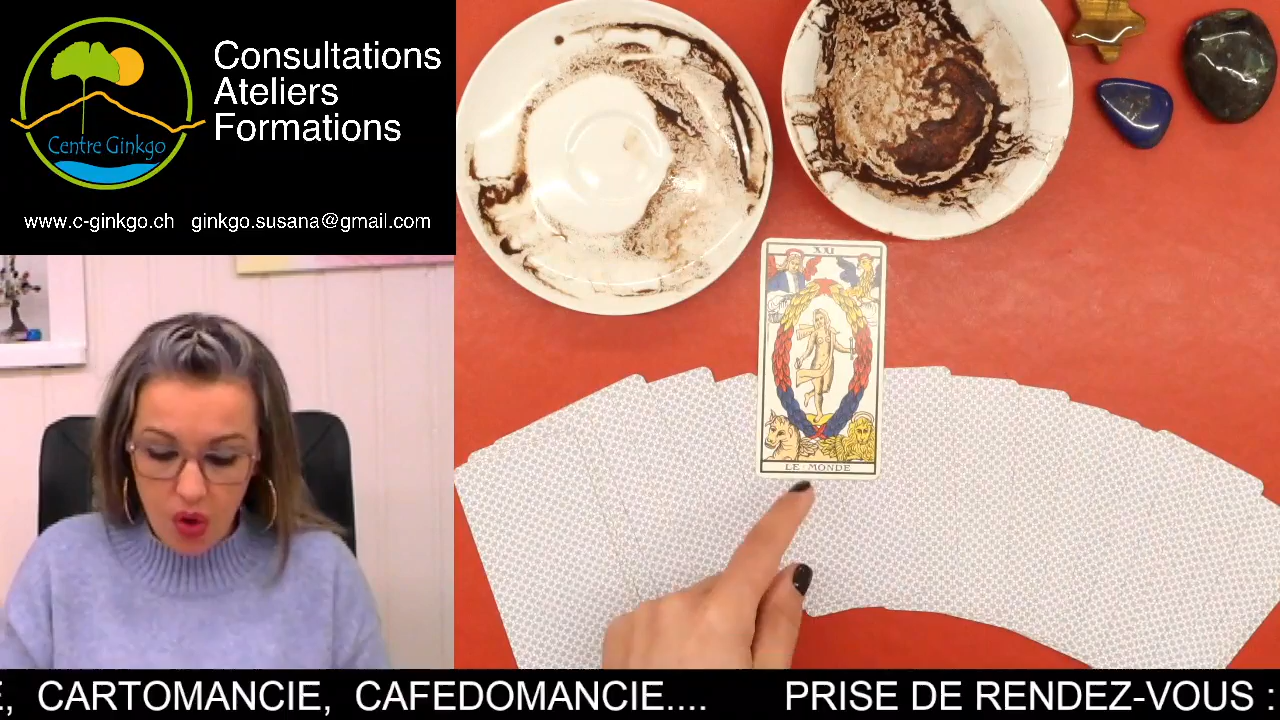 Consultations
Ateliers
Formations
Centre Ginkgo
www.c-ginkgo.ch ginkgo.susana@gmail.com
XXI
LE·MONDE
, CARTOMANCIE, CAFEDOMANCIE.... PRISE DE RENDEZ-VOUS :